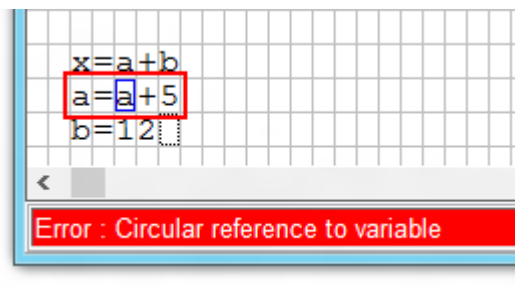 x=a+b
a=a+5
b=12
Error : Circular reference to variable